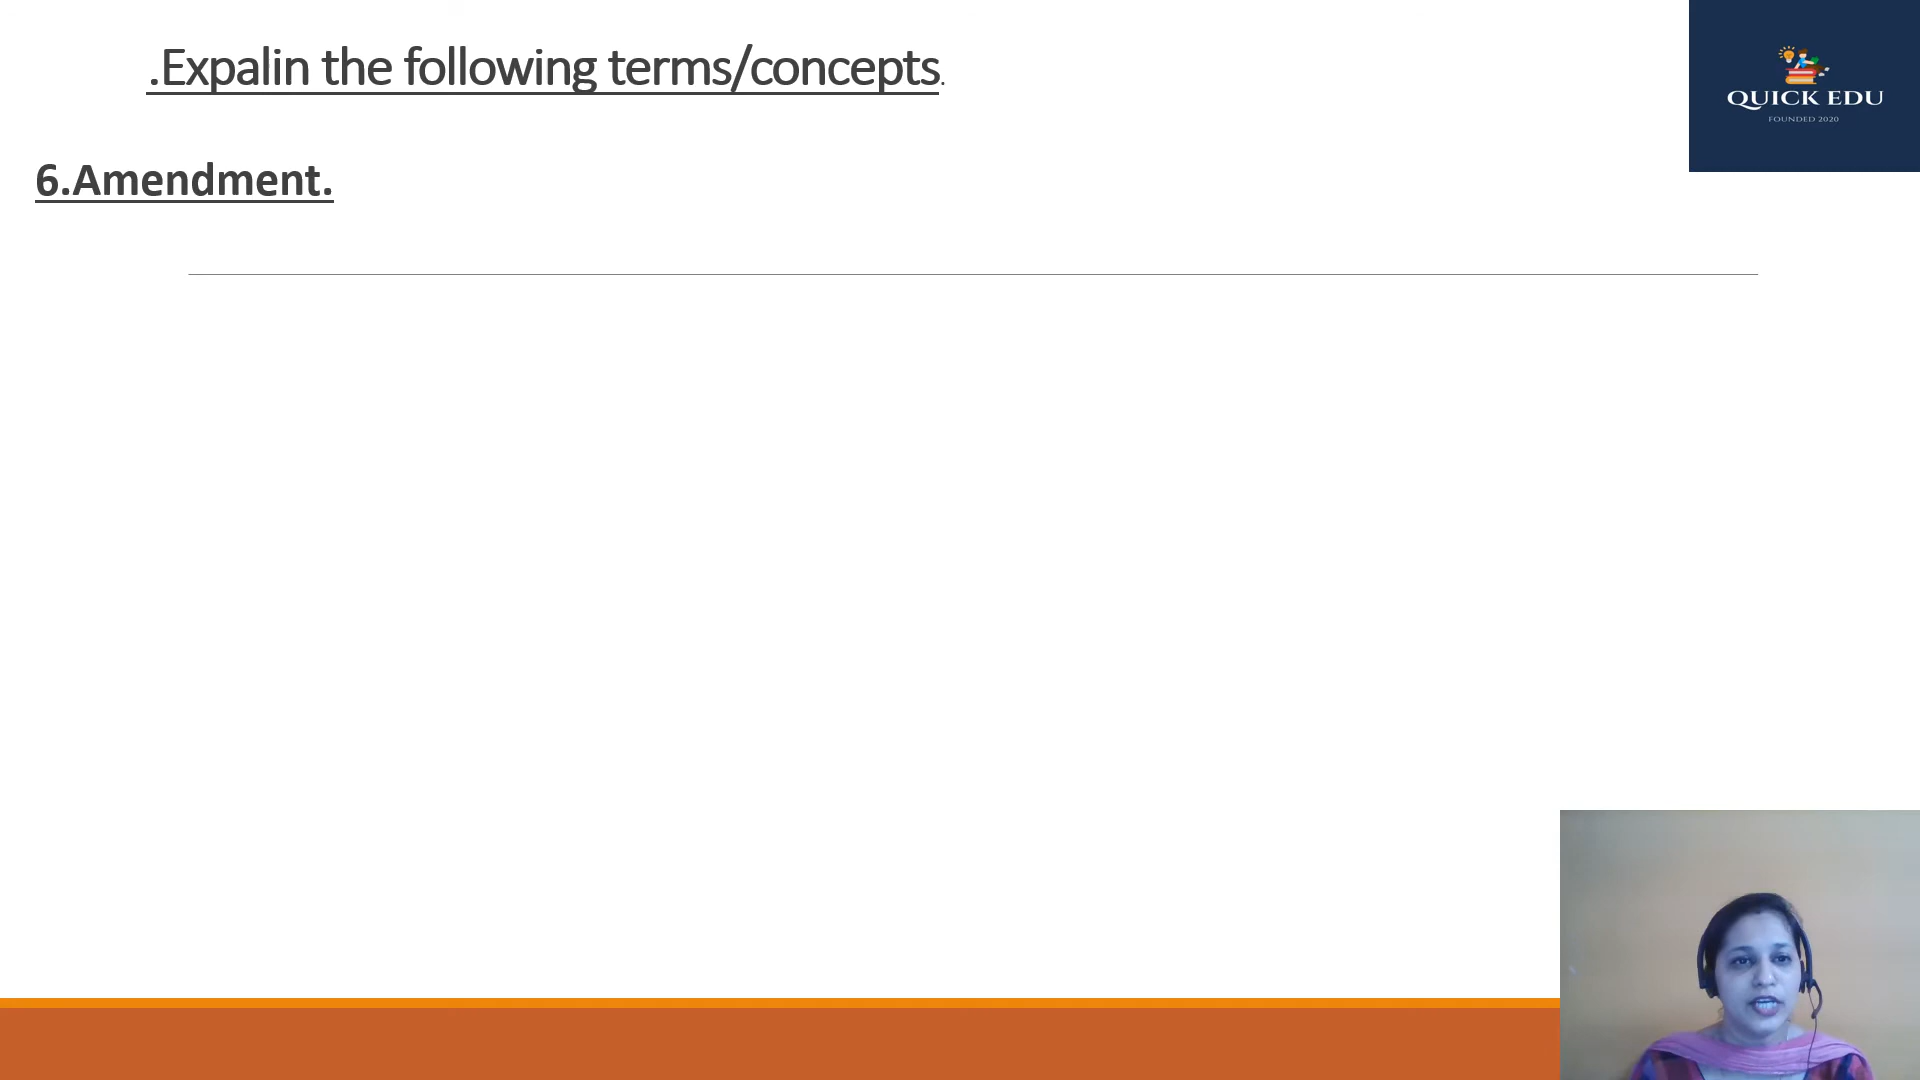 .Expalin the following terms/concepts.
QUICK EDU
FOUNDED 2020
6.Amendment.